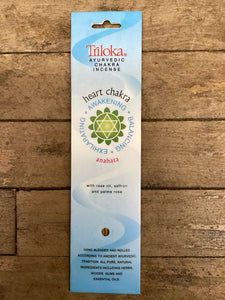 Triloka®
AYURVEDIC
CHAKRA
INCENSE
heart chakra
• AWAKENING •
BALANCING •
EXHILARATING
anahata
with rose oil, saffron
and palma rosa
HAND BLENDED AND ROLLED
ACCORDING TO ANCIENT AYURVEDIC
TRADITION. ALL PURE, NATURAL
INGREDIENTS INCLUDING HERBS,
WOODS, GUMS AND
ESSENTIAL OILS.